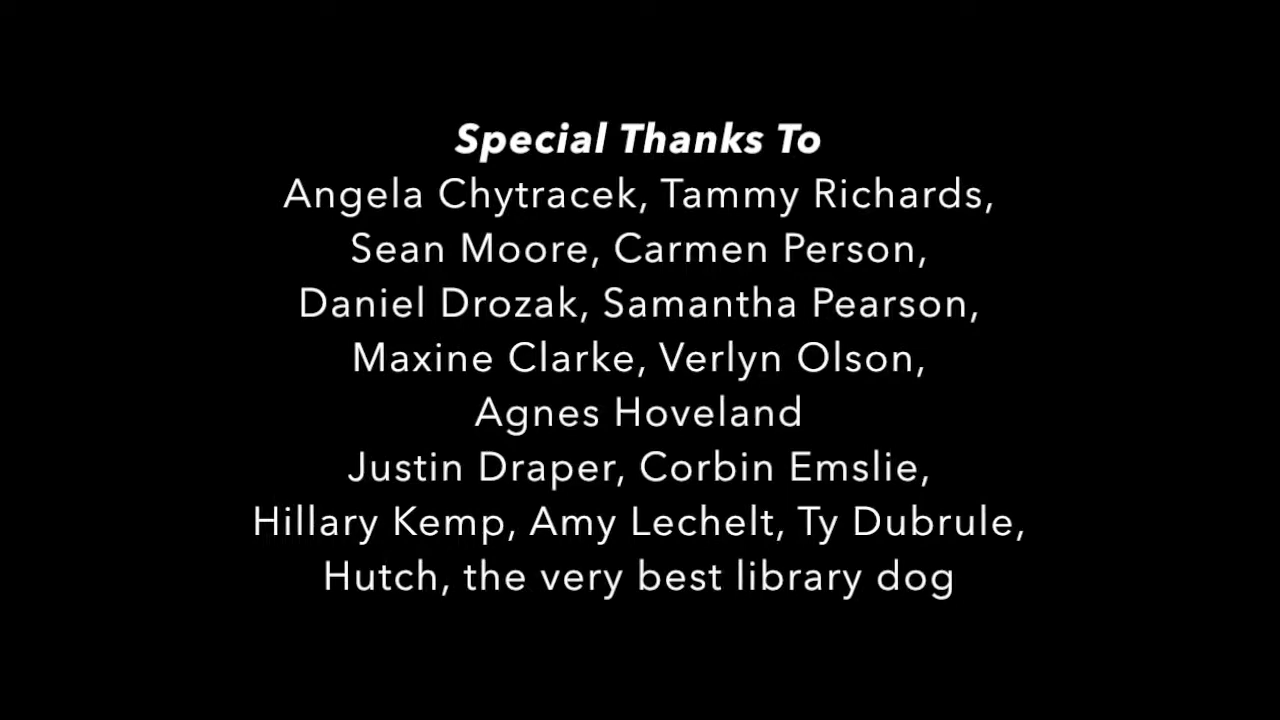 Special Thanks To
Angela Chytracek, Tammy Richards,
Sean Moore, Carmen Person,
Daniel Drozak, Samantha Pearson,
Maxine Clarke, Verlyn Olson,
Agnes Hoveland
Justin Draper, Corbin Emslie,
Hillary Kemp, Amy Lechelt, Ty Dubrule,
Hutch, the very best library dog